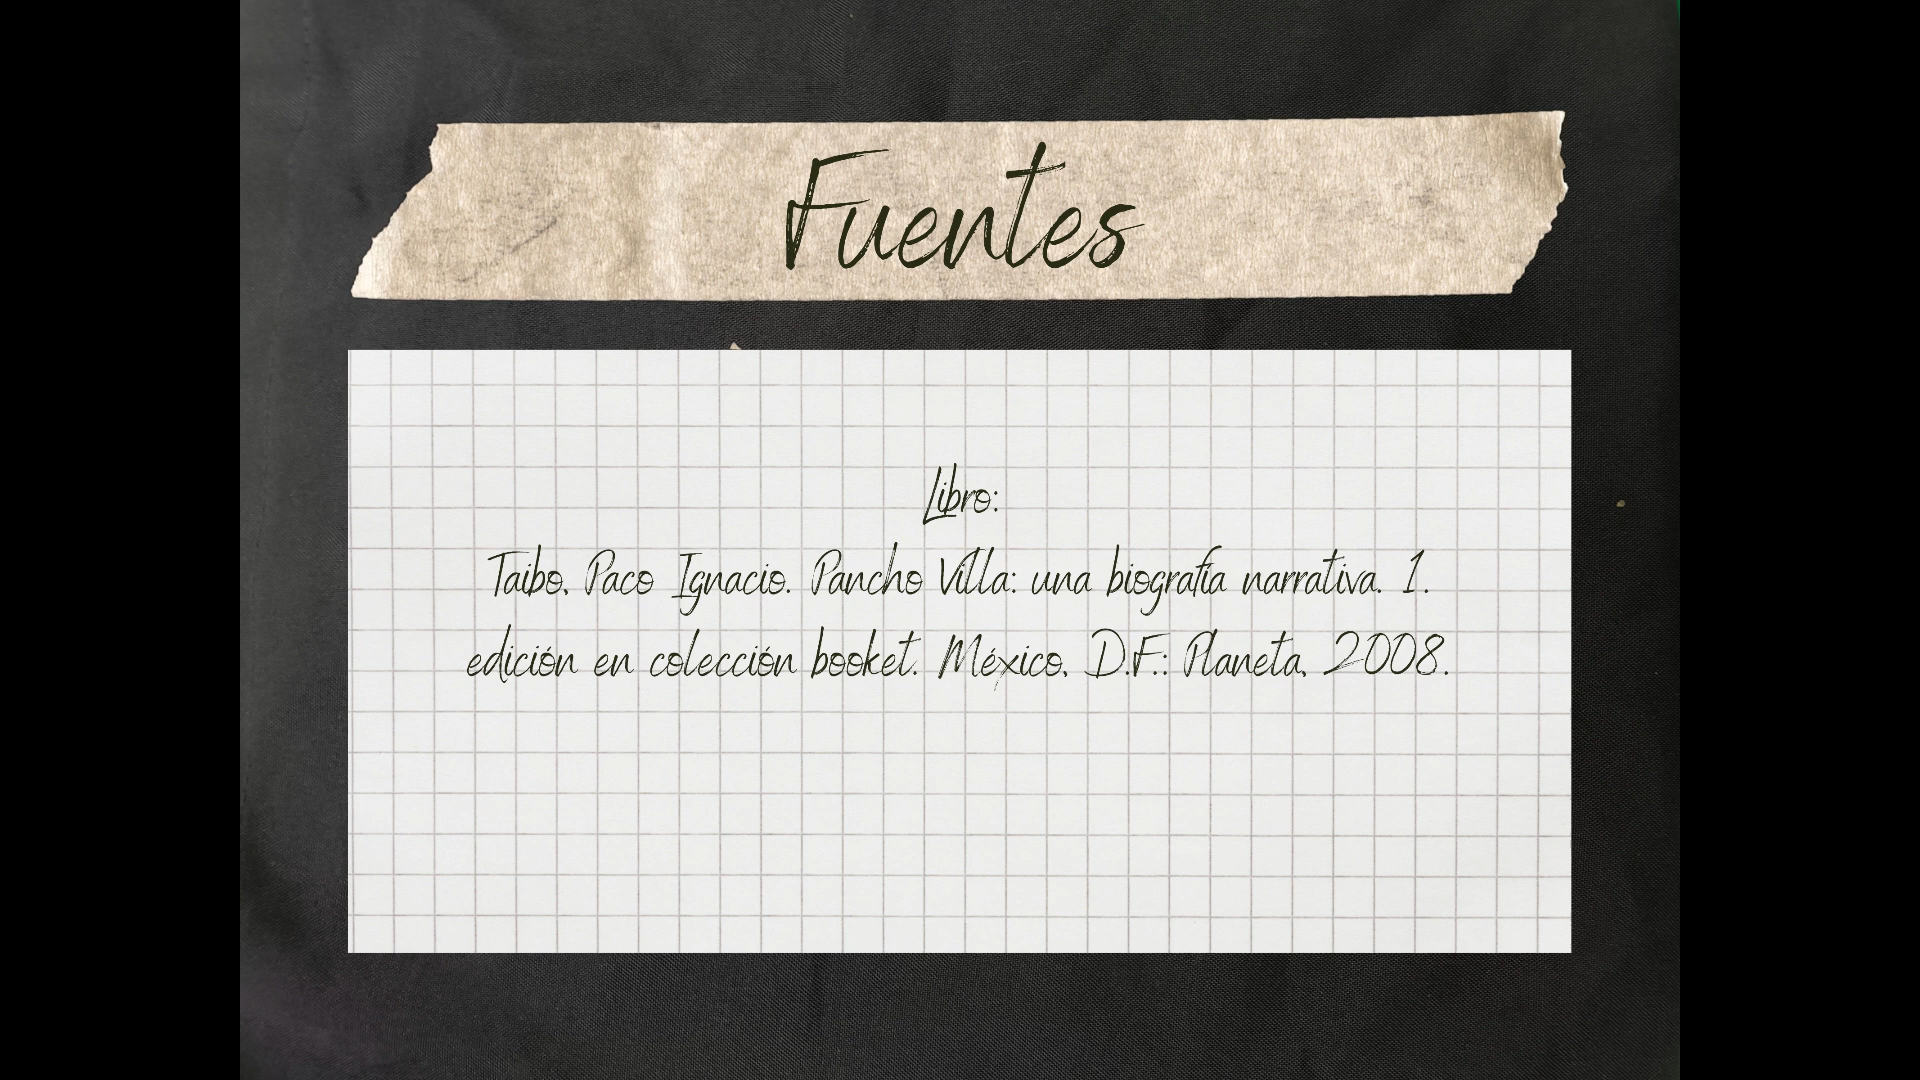 Fuentes
Libro:
Taibo, Paco Ignacio. Pancho Villa: una biografía narrativa. 1.
edición en colección booket. México, D.F.: Planeta, 2008.